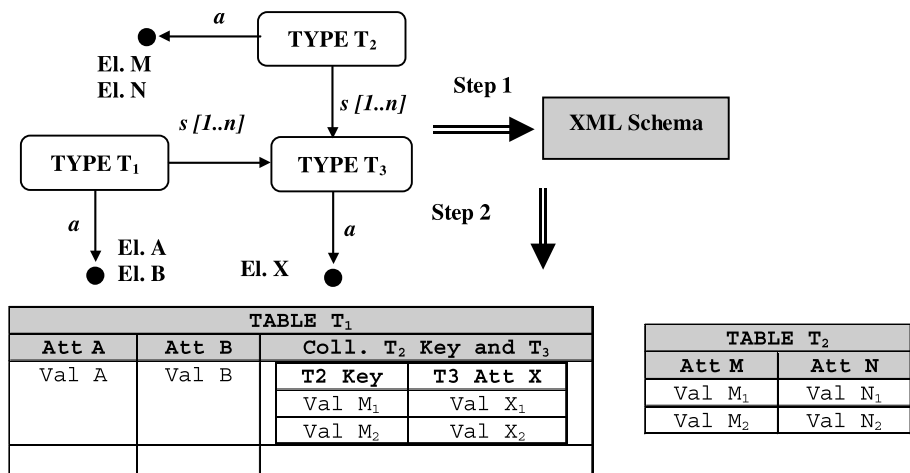 a
TYPE T₂
El. M
El. N
Step 1
s [1..n]
s [1..n]
XML Schema
TYPE T₁
TYPE T₃
Step 2
a
a
El. A
El. B
El. X
TABLE T₁
Att A Att B Coll. T₂ Key and T₃
Val A Val B T2 Key T3 Att X
Val M₁ Val X₁
Val M₂ Val X₂
TABLE T₂
Att M Att N
Val M₁ Val N₁
Val M₂ Val N₂